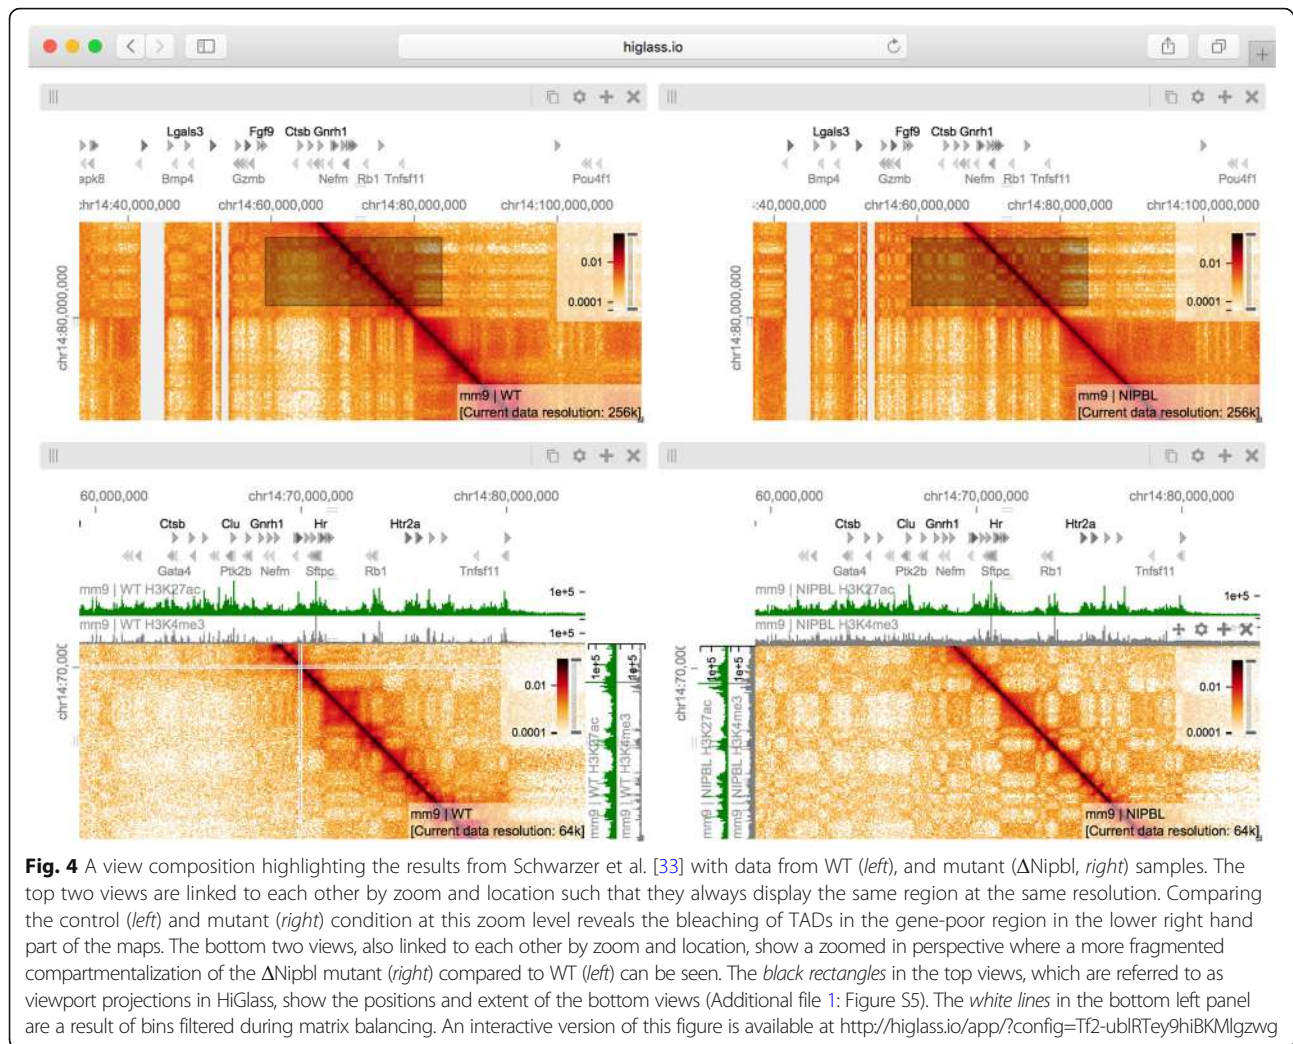 higlass.io
Lgals3 Fgf9 Ctsb Gnrh1
apk8 Bmp4 Gzmb Nefm Rb1 Tnfsf11 Pou4f1
:hr14:40,000,000 chr14:60,000,000 chr14:80,000,000 chr14:100,000,000
chr14:80,000,000
0.01
0.0001
mm9 | WT
[Current data resolution: 256k]
Lgals3 Fgf9 Ctsb Gnrh1
Bmp4 Gzmb Nefm Rb1 Tnfsf11 Pou4f1
:40,000,000 chr14:60,000,000 chr14:80,000,000 chr14:100,000,000
chr14:80,000,000
0.01
0.0001
mm9 | NIPBL
[Current data resolution: 256k]
60,000,000 chr14:70,000,000 chr14:80,000,000
Ctsb Clu Gnrh1 Hr Htr2a
Gata4 Ptk2b Nefm Sftpc Rb1 Tnfsf11
mm9 | WT H3K27ac 1e+5
mm9 | WT H3K4me3 1e+5
chr14:70,00(
0.01
0.0001
mm9 | WT
[Current data resolution: 64k]
1e+5 1e+5
mm9 | WT H3K27ac
mm9 | WT H3K4me3
60,000,000 chr14:70,000,000 chr14:80,000,000
Ctsb Clu Gnrh1 Hr Htr2a
Gata4 Ptk2b Nefm Sftpc Rb1 Tnfsf11
mm9 | NIPBL H3K27ac 1e+5
mm9 | NIPBL H3K4me3
chr14:70,00(
1e+5 1e+5
mm9 | NIPBL H3K27ac
mm9 | NIPBL H3K4me3
0.01
0.0001
mm9 | NIPBL
[Current data resolution: 64k]
Fig. 4 A view composition highlighting the results from Schwarzer et al. [33] with data from WT (left), and mutant (ΔNipbl, right) samples. The
top two views are linked to each other by zoom and location such that they always display the same region at the same resolution. Comparing
the control (left) and mutant (right) condition at this zoom level reveals the bleaching of TADs in the gene-poor region in the lower right hand
part of the maps. The bottom two views, also linked to each other by zoom and location, show a zoomed in perspective where a more fragmented
compartmentalization of the ΔNipbl mutant (right) compared to WT (left) can be seen. The black rectangles in the top views, which are referred to as
viewport projections in HiGlass, show the positions and extent of the bottom views (Additional file 1: Figure S5). The white lines in the bottom left panel
are a result of bins filtered during matrix balancing. An interactive version of this figure is available at http://higlass.io/app/?config=Tf2-ublRTey9hiBKMlgzwg